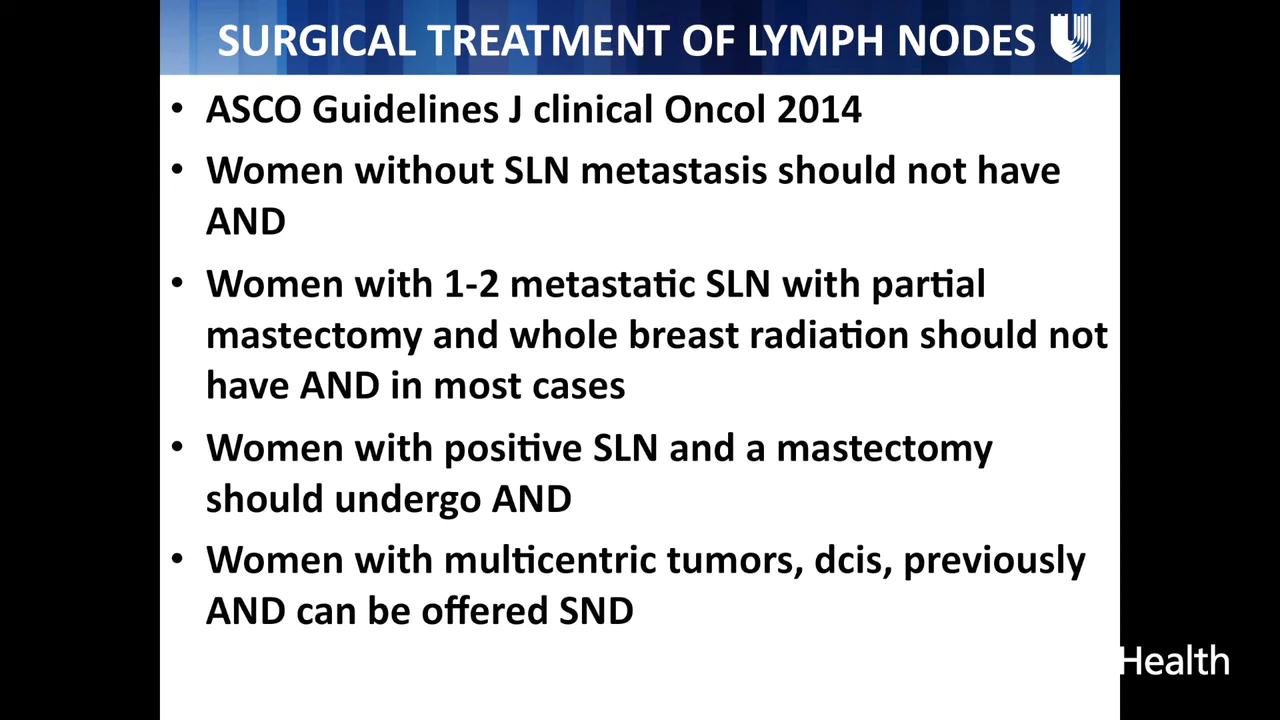 SURGICAL TREATMENT OF LYMPH NODES
• ASCO Guidelines J clinical Oncol 2014
• Women without SLN metastasis should not have
AND
• Women with 1-2 metastatic SLN with partial
mastectomy and whole breast radiation should not
have AND in most cases
• Women with positive SLN and a mastectomy
should undergo AND
• Women with multicentric tumors, dcis, previously
AND can be offered SND
Health